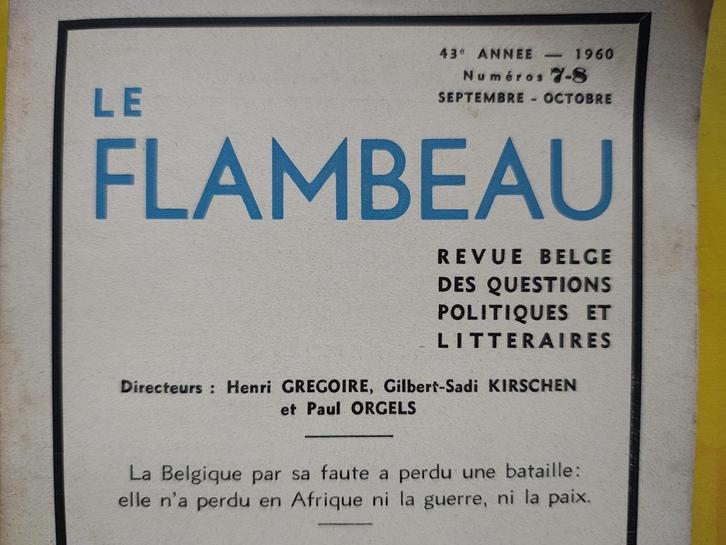 43e ANNEE — 1960
Numéros 7-8
SEPTEMBRE - OCTOBRE
LE
FLAMBEAU
REVUE BELGE
DES QUESTIONS
POLITIQUES ET
LITTERAIRES
Directeurs : Henri GREGOIRE, Gilbert-Sadi KIRSCHEN
et Paul ORGELS
La Belgique par sa faute a perdu une bataille:
elle n'a perdu en Afrique ni la guerre, ni la paix.